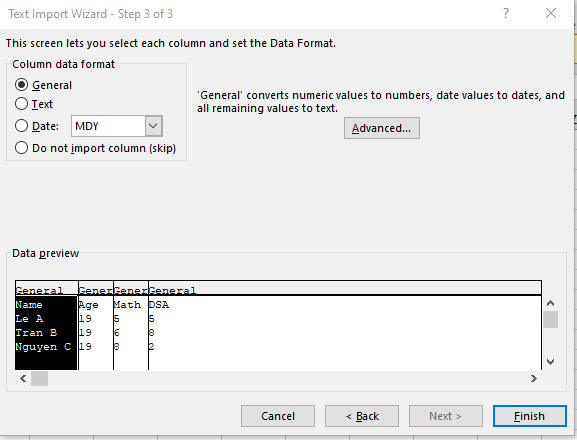 Text Import Wizard - Step 3 of 3
This screen lets you select each column and set the Data Format.
Column data format
General
Text
Date: MDY
Do not import column (skip)
'General' converts numeric values to numbers, date values to dates, and
all remaining values to text.
Advanced...
Data preview
General Gener Gener General
Name Age Math DSA
Le A 19 5 5
Tran B 19 6 8
Nguyen C 19 8 2
Cancel < Back Next > Finish